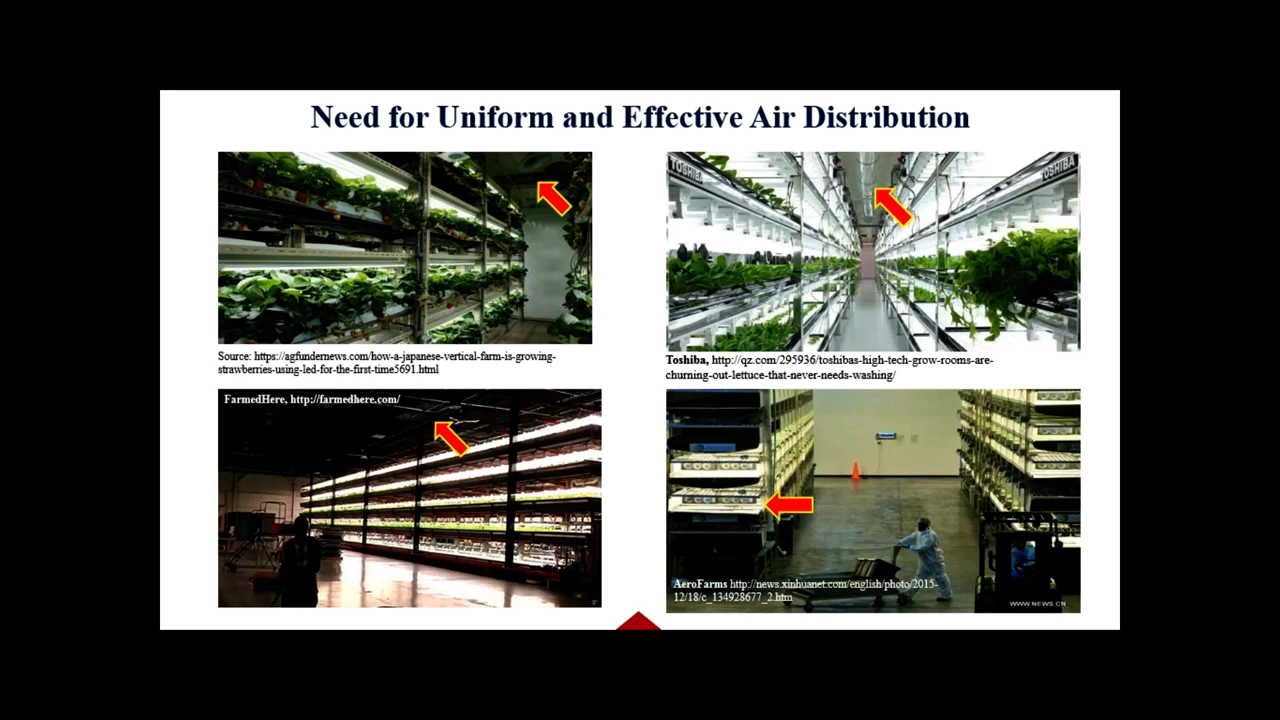 Need for Uniform and Effective Air Distribution
TOSHIBA
TOSHIBA
Source: https://agfundernews.com/how-a-japanese-vertical-farm-is-growing-
strawberries-using-led-for-the-first-time5691.html
Toshiba, http://qz.com/295936/toshibas-high-tech-grow-rooms-are-
churning-out-lettuce-that-never-needs-washing/
FarmedHere, http://farmedhere.com/
AeroFarms http://news.xinhuanet.com/english/photo/2015-
12/18/c_134928677_2.htm
WWW.NEWS.CN